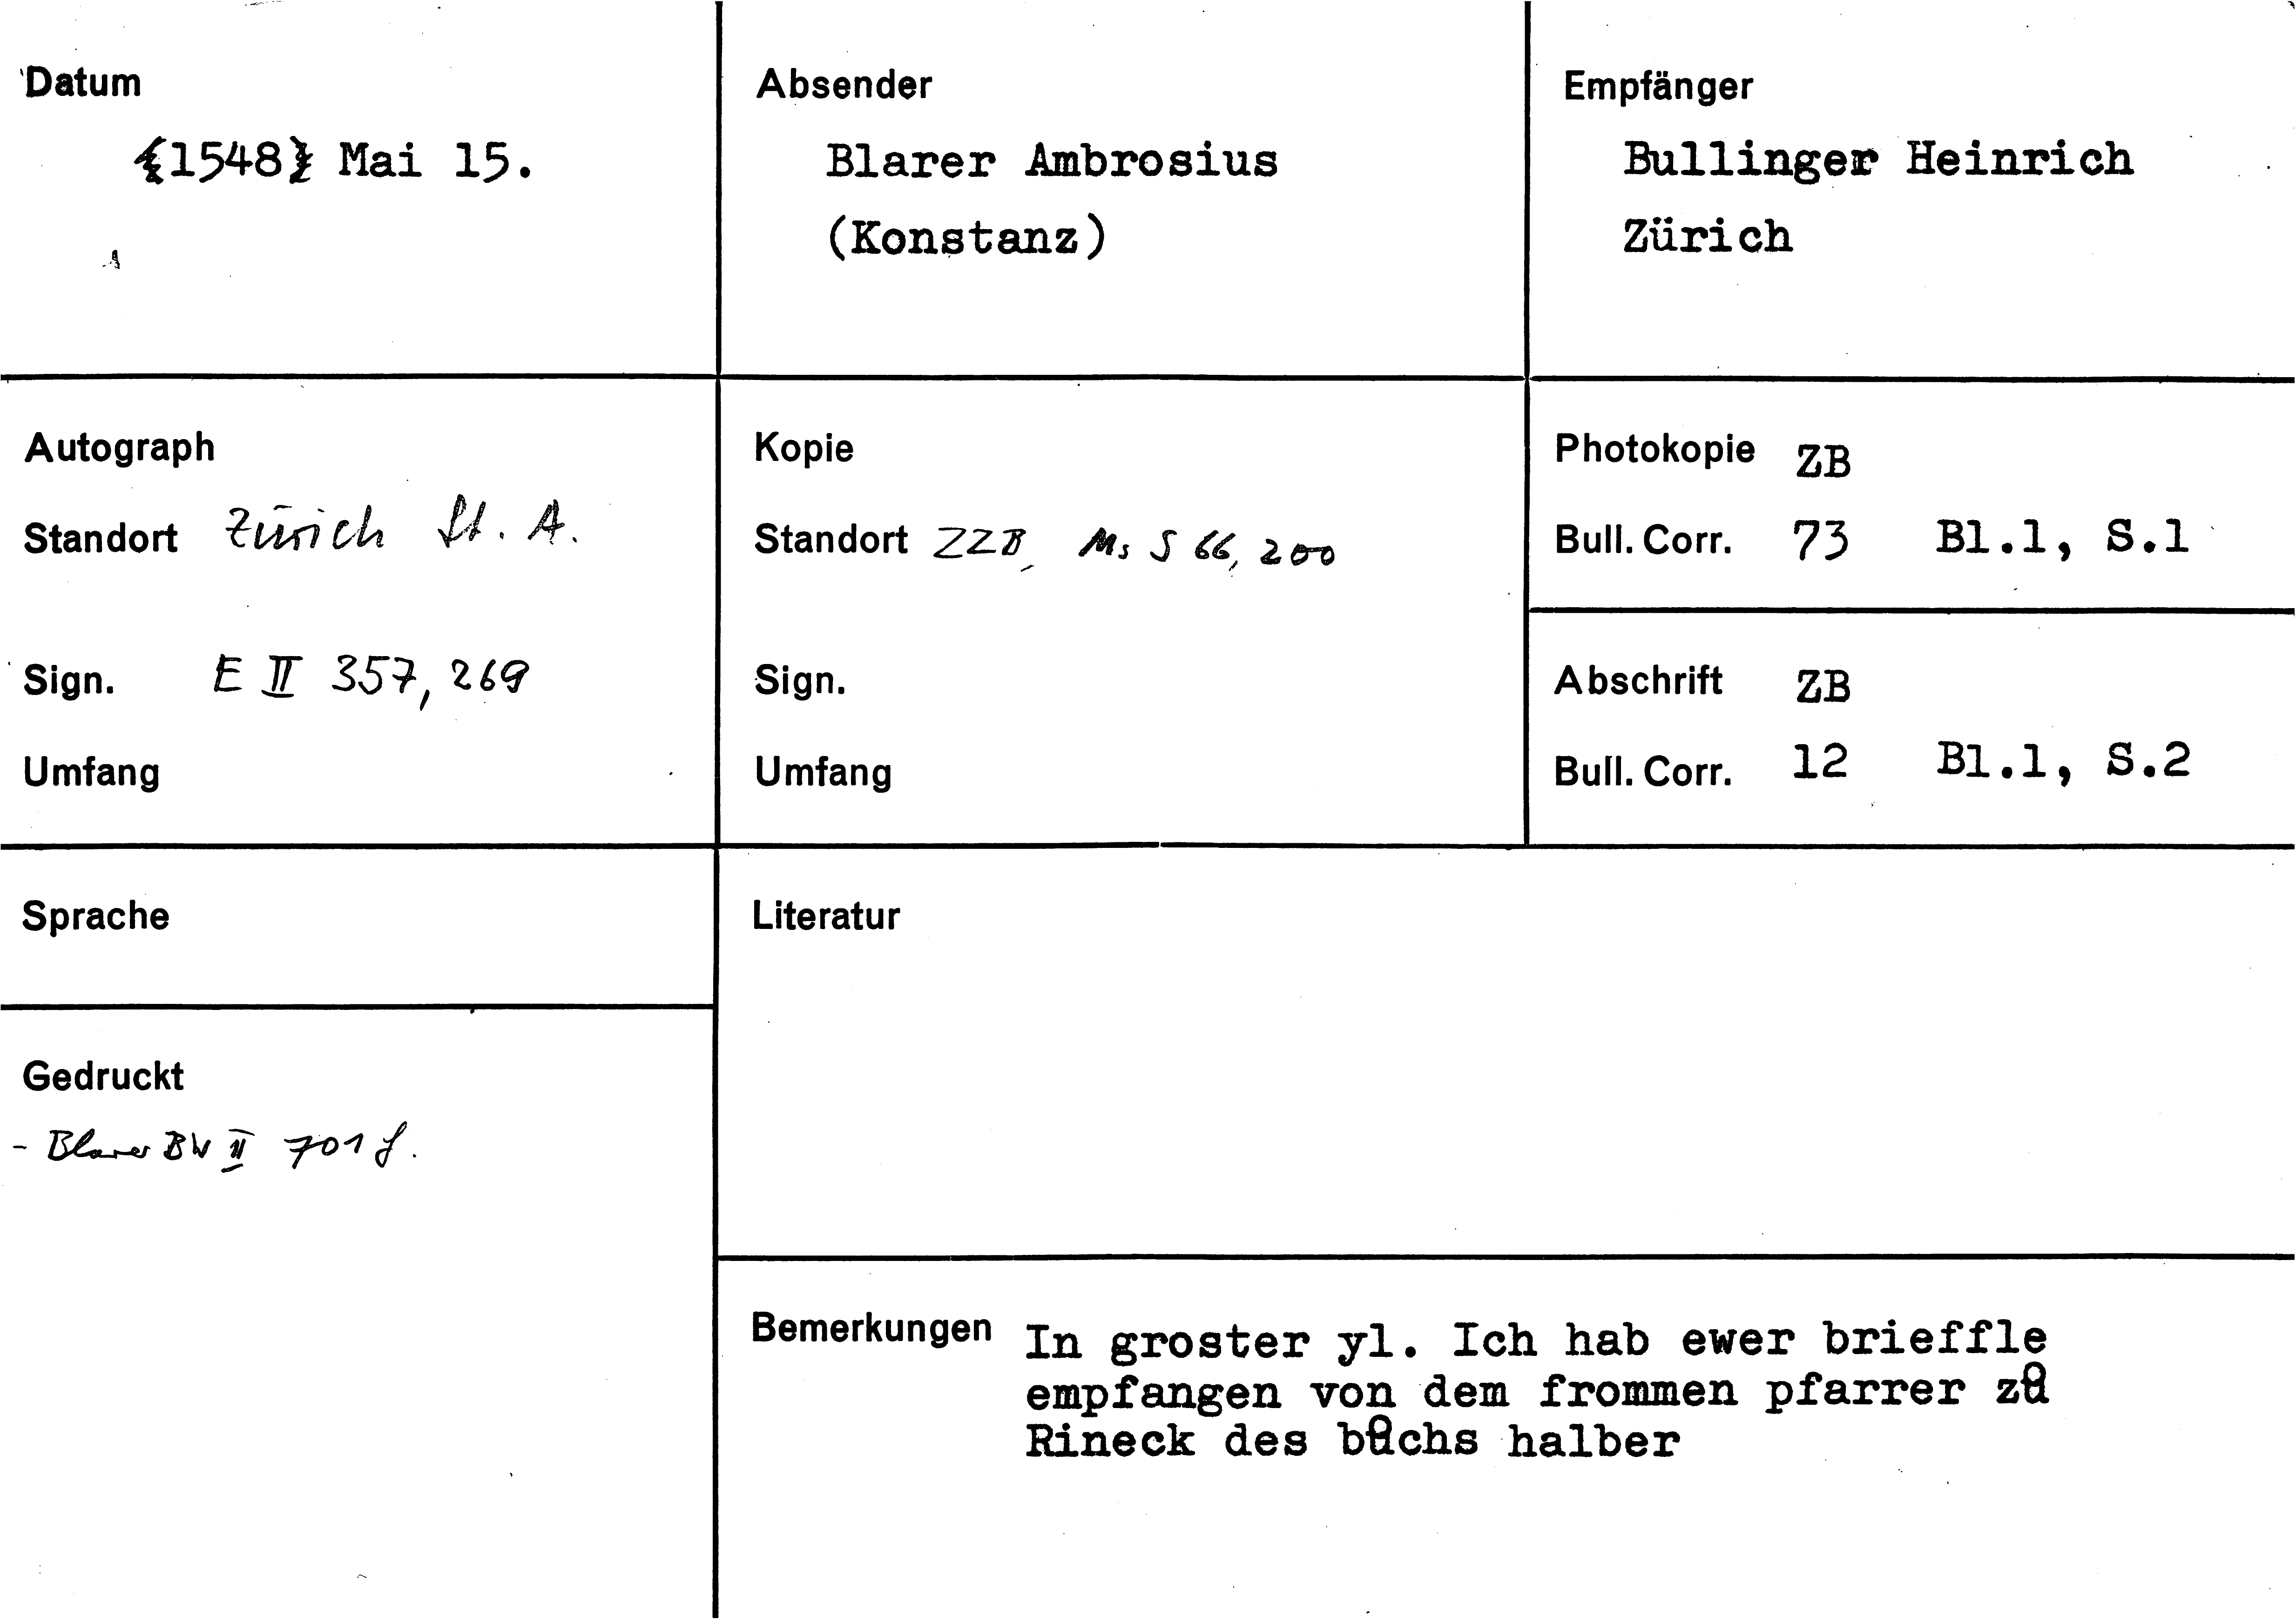 Datum
[1548] Mai 15.
Absender
Blarer Ambrosius
(Konstanz)
Empfänger
Bullinger Heinrich
Zürich
Autograph
Standort Zürich St. A.
Sign. E II 357, 269
Umfang
Kopie
Standort ZZB, Ms S 66, 200
Sign.
Umfang
Photokopie ZB
Bull. Corr. 73 Bl.1, S.1
Abschrift ZB
Bull. Corr. 12 Bl.1, S.2
Sprache
Literatur
Gedruckt
- Blarer BW II 701 f.
Bemerkungen In groster yl. Ich hab ewer brieffle
empfangen von dem frommen pfarrer zů
Rineck des bůchs halber